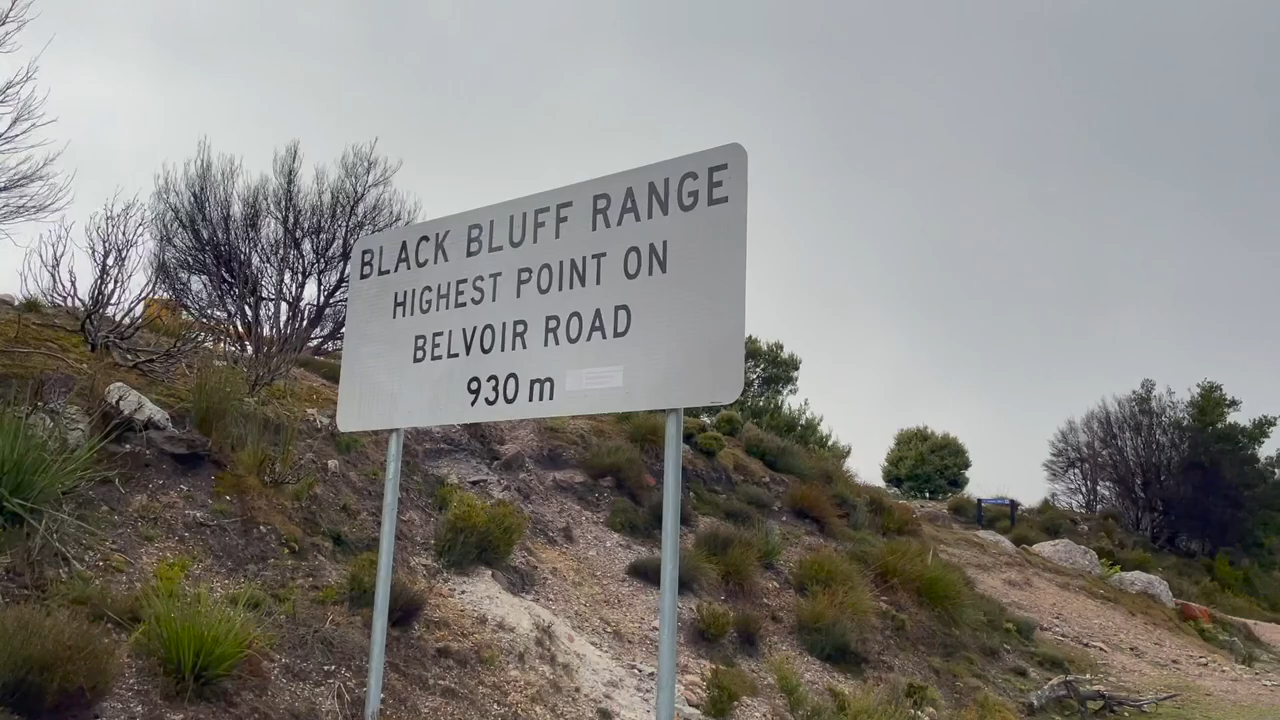 BLACK BLUFF RANGE
HIGHEST POINT ON
BELVOIR ROAD
930 m